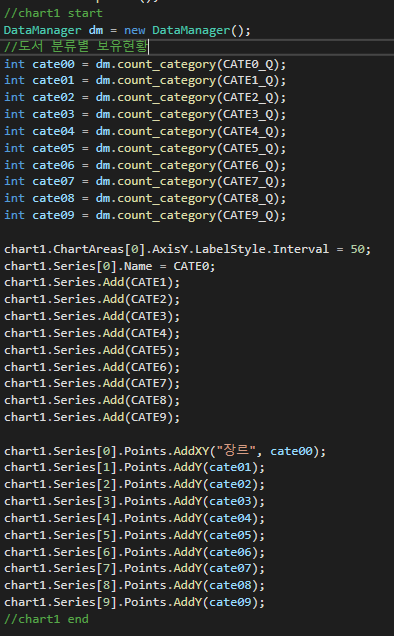 //chart1 start
DataManager dm = new DataManager();
//도서 분류별 보유현황
int cate00 = dm.count_category(CATE0_Q);
int cate01 = dm.count_category(CATE1_Q);
int cate02 = dm.count_category(CATE2_Q);
int cate03 = dm.count_category(CATE3_Q);
int cate04 = dm.count_category(CATE4_Q);
int cate05 = dm.count_category(CATE5_Q);
int cate06 = dm.count_category(CATE6_Q);
int cate07 = dm.count_category(CATE7_Q);
int cate08 = dm.count_category(CATE8_Q);
int cate09 = dm.count_category(CATE9_Q);
chart1.ChartAreas[0].AxisY.LabelStyle.Interval = 50;
chart1.Series[0].Name = CATE0;
chart1.Series.Add(CATE1);
chart1.Series.Add(CATE2);
chart1.Series.Add(CATE3);
chart1.Series.Add(CATE4);
chart1.Series.Add(CATE5);
chart1.Series.Add(CATE6);
chart1.Series.Add(CATE7);
chart1.Series.Add(CATE8);
chart1.Series.Add(CATE9);
chart1.Series[0].Points.AddXY("장르", cate00);
chart1.Series[1].Points.AddY(cate01);
chart1.Series[2].Points.AddY(cate02);
chart1.Series[3].Points.AddY(cate03);
chart1.Series[4].Points.AddY(cate04);
chart1.Series[5].Points.AddY(cate05);
chart1.Series[6].Points.AddY(cate06);
chart1.Series[7].Points.AddY(cate07);
chart1.Series[8].Points.AddY(cate08);
chart1.Series[9].Points.AddY(cate09);
//chart1 end